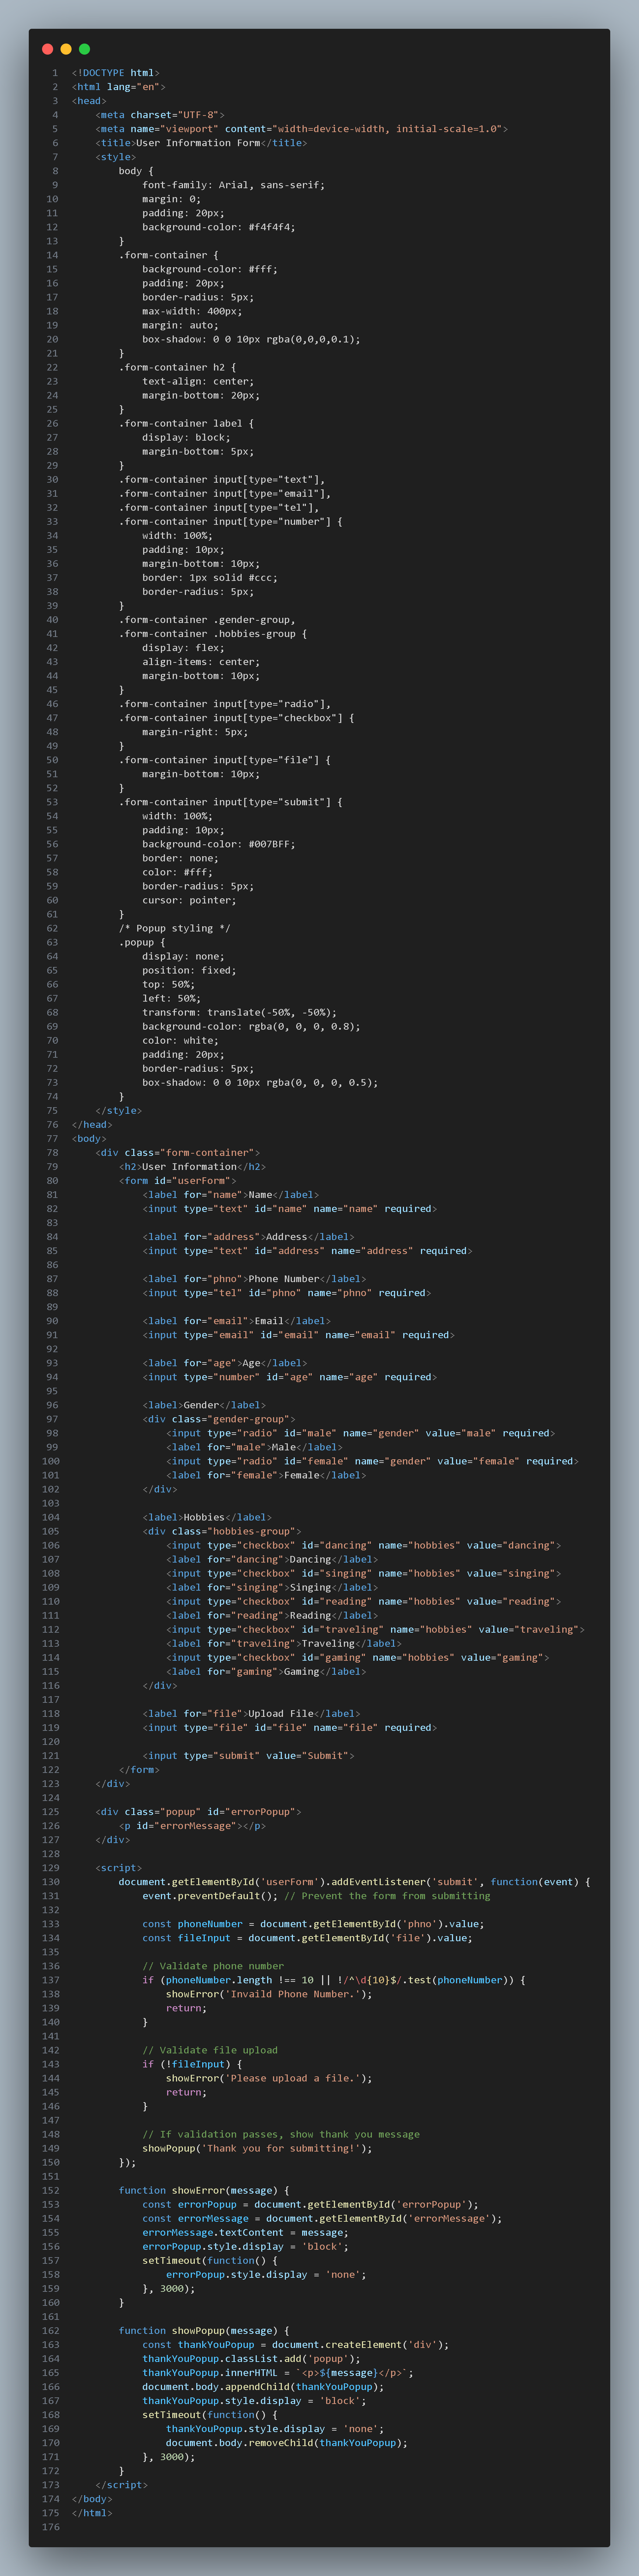 1 <!DOCTYPE html>
2 <html lang="en">
3 <head>
4     <meta charset="UTF-8">
5     <meta name="viewport" content="width=device-width, initial-scale=1.0">
6     <title>User Information Form</title>
7     <style>
8         body {
9             font-family: Arial, sans-serif;
10             margin: 0;
11             padding: 20px;
12             background-color: #f4f4f4;
13         }
14         .form-container {
15             background-color: #fff;
16             padding: 20px;
17             border-radius: 5px;
18             max-width: 400px;
19             margin: auto;
20             box-shadow: 0 0 10px rgba(0,0,0,0.1);
21         }
22         .form-container h2 {
23             text-align: center;
24             margin-bottom: 20px;
25         }
26         .form-container label {
27             display: block;
28             margin-bottom: 5px;
29         }
30         .form-container input[type="text"],
31         .form-container input[type="email"],
32         .form-container input[type="tel"],
33         .form-container input[type="number"] {
34             width: 100%;
35             padding: 10px;
36             margin-bottom: 10px;
37             border: 1px solid #ccc;
38             border-radius: 5px;
39         }
40         .form-container .gender-group,
41         .form-container .hobbies-group {
42             display: flex;
43             align-items: center;
44             margin-bottom: 10px;
45         }
46         .form-container input[type="radio"],
47         .form-container input[type="checkbox"] {
48             margin-right: 5px;
49         }
50         .form-container input[type="file"] {
51             margin-bottom: 10px;
52         }
53         .form-container input[type="submit"] {
54             width: 100%;
55             padding: 10px;
56             background-color: #007BFF;
57             border: none;
58             color: #fff;
59             border-radius: 5px;
60             cursor: pointer;
61         }
62         /* Popup styling */
63         .popup {
64             display: none;
65             position: fixed;
66             top: 50%;
67             left: 50%;
68             transform: translate(-50%, -50%);
69             background-color: rgba(0, 0, 0, 0.8);
70             color: white;
71             padding: 20px;
72             border-radius: 5px;
73             box-shadow: 0 0 10px rgba(0, 0, 0, 0.5);
74         }
75     </style>
76 </head>
77 <body>
78     <div class="form-container">
79         <h2>User Information</h2>
80         <form id="userForm">
81             <label for="name">Name</label>
82             <input type="text" id="name" name="name" required>
83
84             <label for="address">Address</label>
85             <input type="text" id="address" name="address" required>
86
87             <label for="phno">Phone Number</label>
88             <input type="tel" id="phno" name="phno" required>
89
90             <label for="email">Email</label>
91             <input type="email" id="email" name="email" required>
92
93             <label for="age">Age</label>
94             <input type="number" id="age" name="age" required>
95
96             <label>Gender</label>
97             <div class="gender-group">
98                 <input type="radio" id="male" name="gender" value="male" required>
99                 <label for="male">Male</label>
100                 <input type="radio" id="female" name="gender" value="female" required>
101                 <label for="female">Female</label>
102             </div>
103
104             <label>Hobbies</label>
105             <div class="hobbies-group">
106                 <input type="checkbox" id="dancing" name="hobbies" value="dancing">
107                 <label for="dancing">Dancing</label>
108                 <input type="checkbox" id="singing" name="hobbies" value="singing">
109                 <label for="singing">Singing</label>
110                 <input type="checkbox" id="reading" name="hobbies" value="reading">
111                 <label for="reading">Reading</label>
112                 <input type="checkbox" id="traveling" name="hobbies" value="traveling">
113                 <label for="traveling">Traveling</label>
114                 <input type="checkbox" id="gaming" name="hobbies" value="gaming">
115                 <label for="gaming">Gaming</label>
116             </div>
117
118             <label for="file">Upload File</label>
119             <input type="file" id="file" name="file" required>
120
121             <input type="submit" value="Submit">
122         </form>
123     </div>
124
125     <div class="popup" id="errorPopup">
126         <p id="errorMessage"></p>
127     </div>
128
129     <script>
130         document.getElementById('userForm').addEventListener('submit', function(event) {
131             event.preventDefault(); // Prevent the form from submitting
132
133             const phoneNumber = document.getElementById('phno').value;
134             const fileInput = document.getElementById('file').value;
135
136             // Validate phone number
137             if (phoneNumber.length !== 10 || !/^\d{10}$/.test(phoneNumber)) {
138                 showError('Invaild Phone Number.');
139                 return;
140             }
141
142             // Validate file upload
143             if (!fileInput) {
144                 showError('Please upload a file.');
145                 return;
146             }
147
148             // If validation passes, show thank you message
149             showPopup('Thank you for submitting!');
150         });
151
152         function showError(message) {
153             const errorPopup = document.getElementById('errorPopup');
154             const errorMessage = document.getElementById('errorMessage');
155             errorMessage.textContent = message;
156             errorPopup.style.display = 'block';
157             setTimeout(function() {
158                 errorPopup.style.display = 'none';
159             }, 3000);
160         }
161
162         function showPopup(message) {
163             const thankYouPopup = document.createElement('div');
164             thankYouPopup.classList.add('popup');
165             thankYouPopup.innerHTML = `<p>${message}</p>`;
166             document.body.appendChild(thankYouPopup);
167             thankYouPopup.style.display = 'block';
168             setTimeout(function() {
169                 thankYouPopup.style.display = 'none';
170                 document.body.removeChild(thankYouPopup);
171             }, 3000);
172         }
173     </script>
174 </body>
175 </html>
176